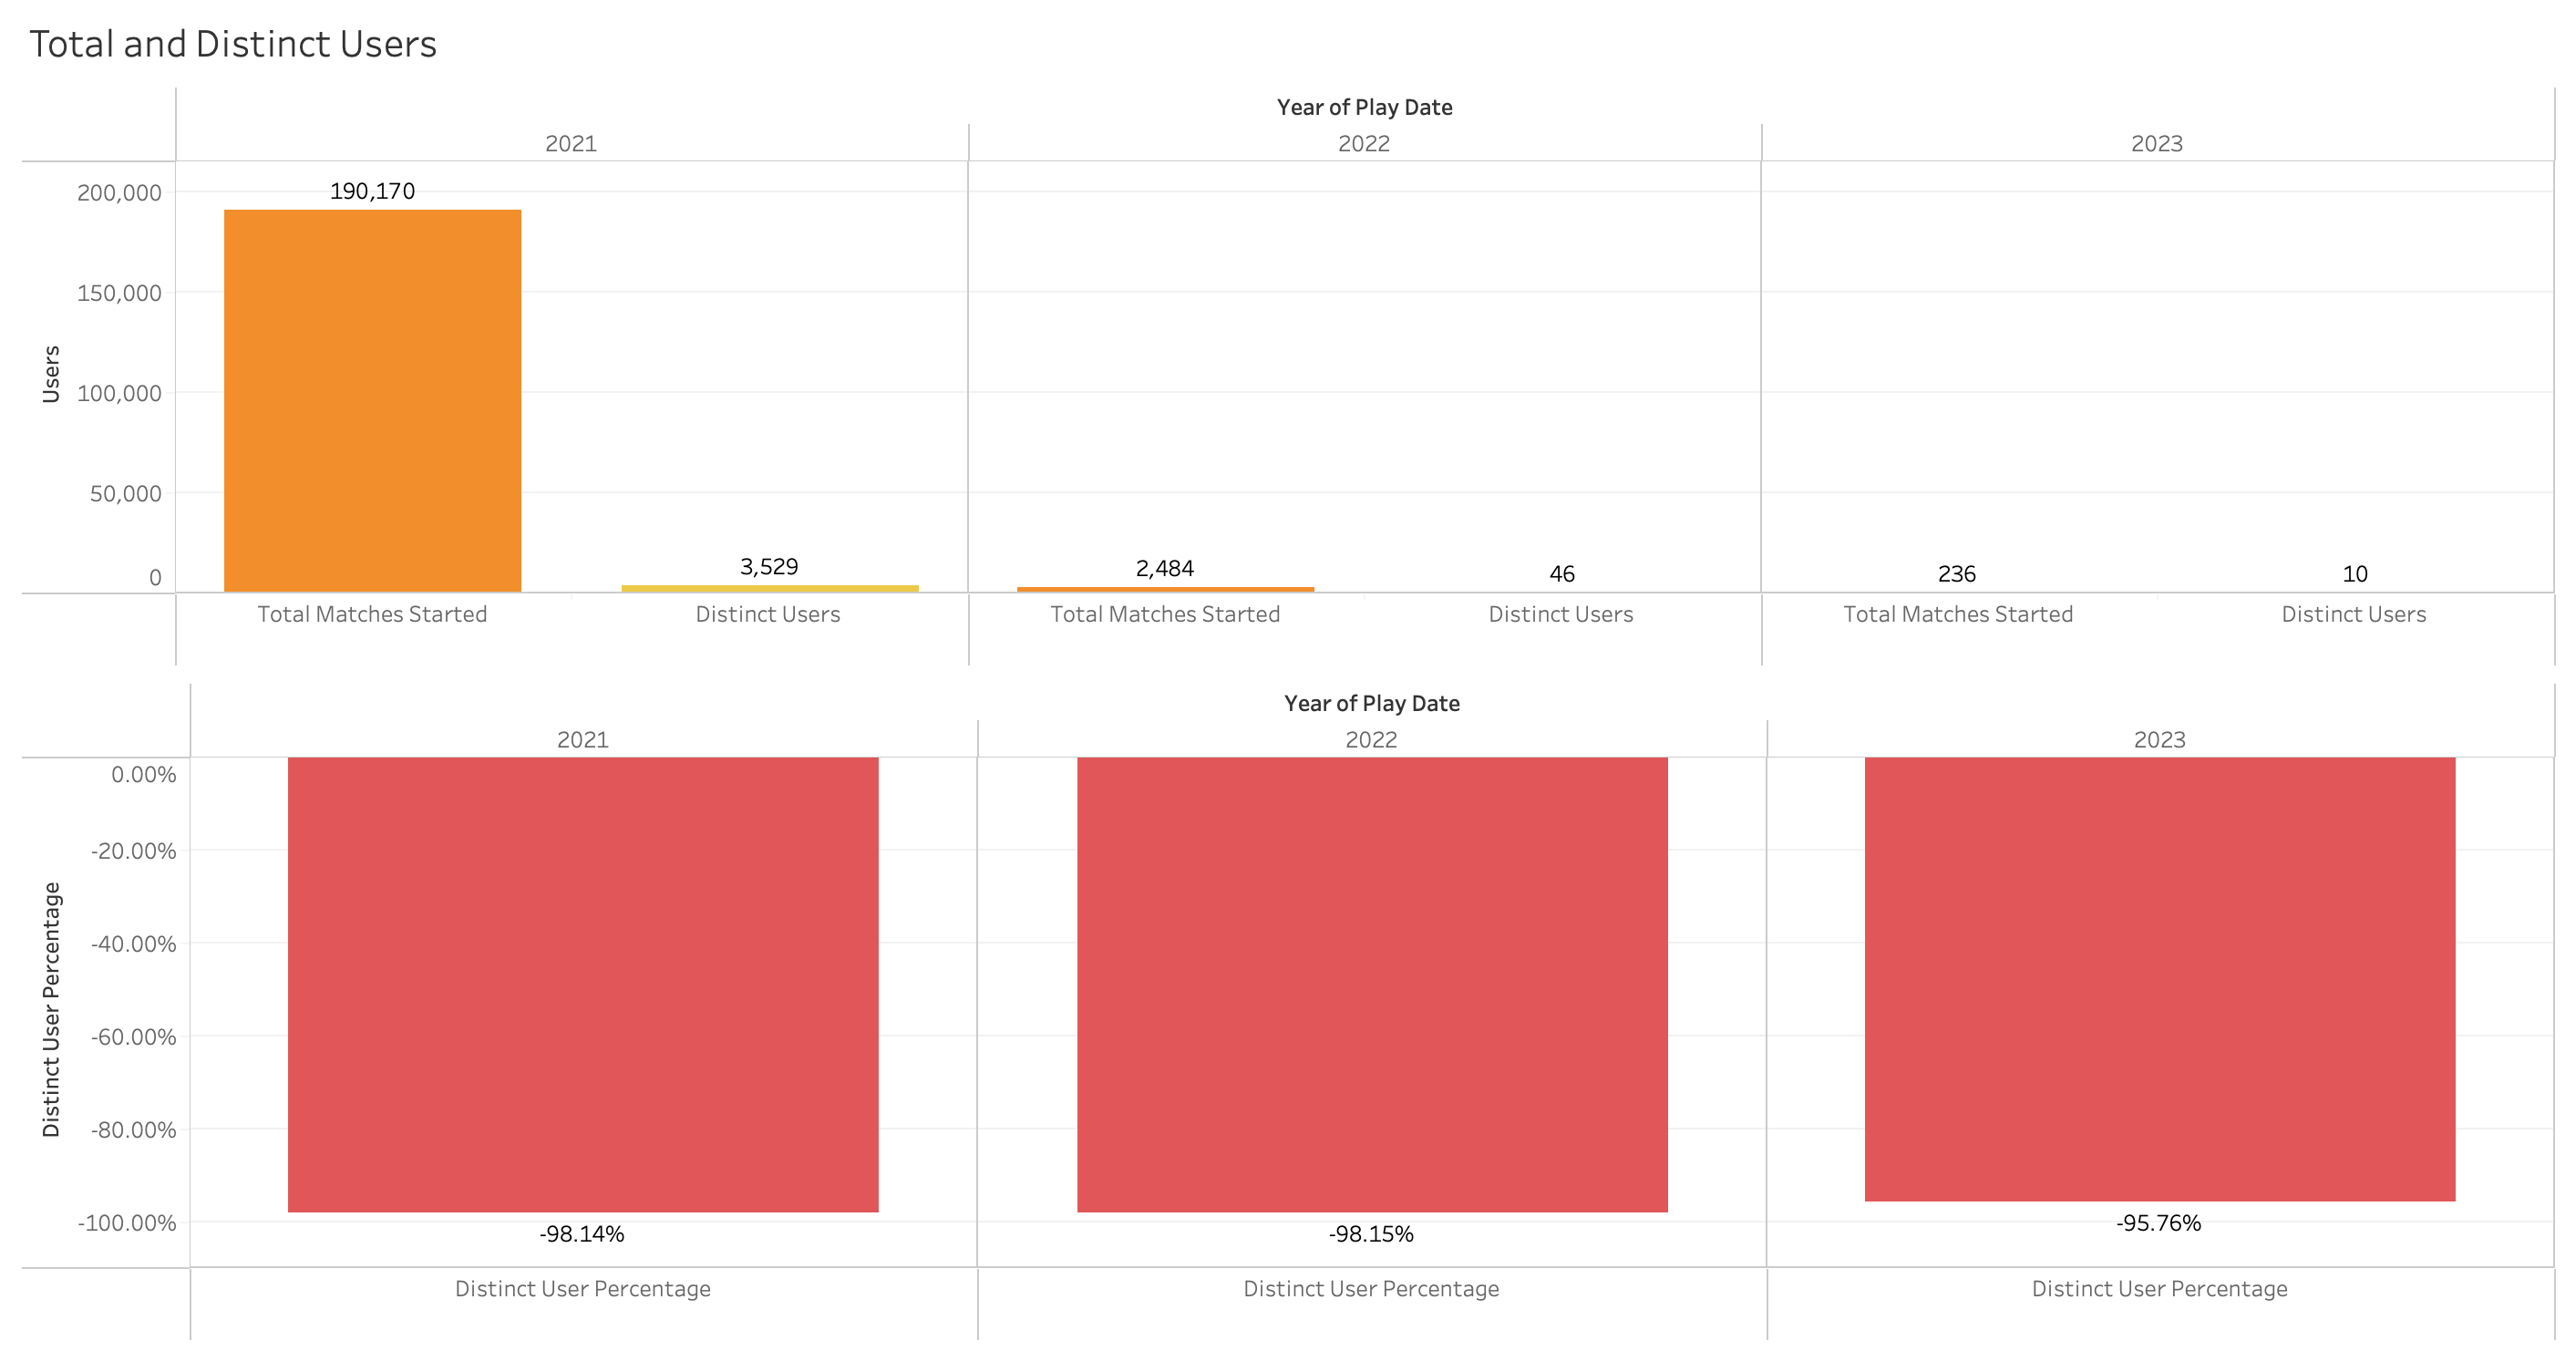 Total and Distinct Users
Year of Play Date
2021 2022 2023
200,000
150,000
100,000
50,000
0
Users
190,170 3,529 2,484 46 236 10
Total Matches Started Distinct Users Total Matches Started Distinct Users Total Matches Started Distinct Users
Year of Play Date
2021 2022 2023
0.00%
-20.00%
-40.00%
-60.00%
-80.00%
-100.00%
Distinct User Percentage
-98.14% -98.15% -95.76%
Distinct User Percentage Distinct User Percentage Distinct User Percentage